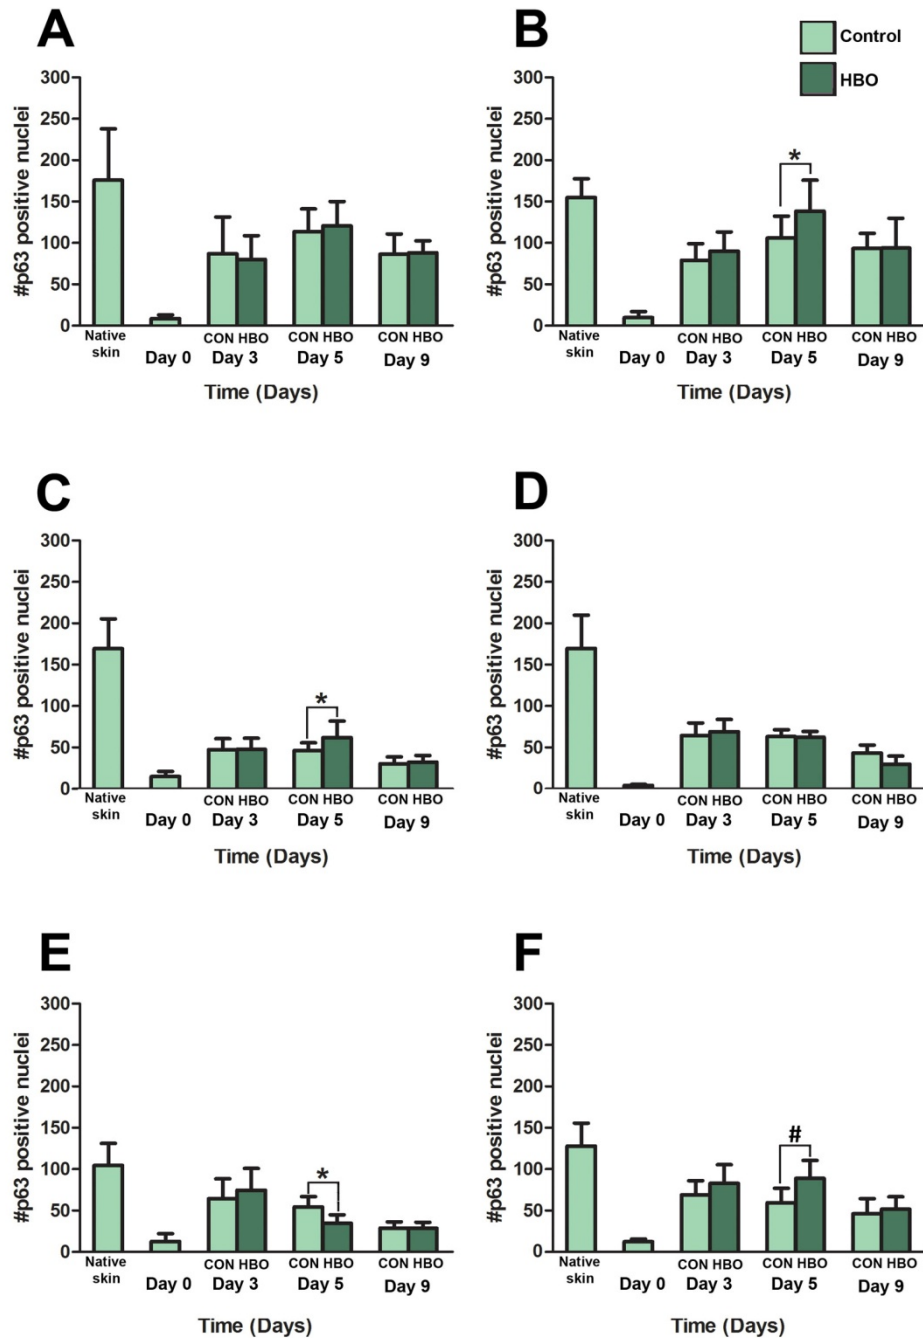 A
B
Control
HBO
#p63 positive nuclei
300
250
200
150
100
50
0
Native
skin
Day 0
CON HBO
Day 3
CON HBO
Day 5
CON HBO
Day 9
Time (Days)
#p63 positive nuclei
300
250
200
150
100
50
0
*
Native
skin
Day 0
CON HBO
Day 3
CON HBO
Day 5
CON HBO
Day 9
Time (Days)
C
#p63 positive nuclei
300
250
200
150
100
50
0
*
Native
skin
Day 0
CON HBO
Day 3
CON HBO
Day 5
CON HBO
Day 9
Time (Days)
D
#p63 positive nuclei
300
250
200
150
100
50
0
Native
skin
Day 0
CON HBO
Day 3
CON HBO
Day 5
CON HBO
Day 9
Time (Days)
E
#p63 positive nuclei
300
250
200
150
100
50
0
*
Native
skin
Day 0
CON HBO
Day 3
CON HBO
Day 5
CON HBO
Day 9
Time (Days)
F
#p63 positive nuclei
300
250
200
150
100
50
0
#
Native
skin
Day 0
CON HBO
Day 3
CON HBO
Day 5
CON HBO
Day 9
Time (Days)